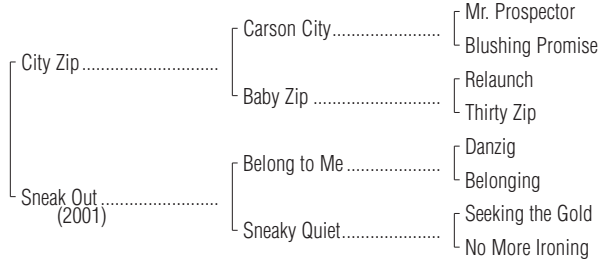 Mr. Prospector
Carson City..........................
Blushing Promise
City Zip.................................
Relaunch
Baby Zip ..............................
Thirty Zip
Danzig
Belong to Me ......................
Belonging
Sneak Out ............................
(2001)
Seeking the Gold
Sneaky Quiet.......................
No More Ironing